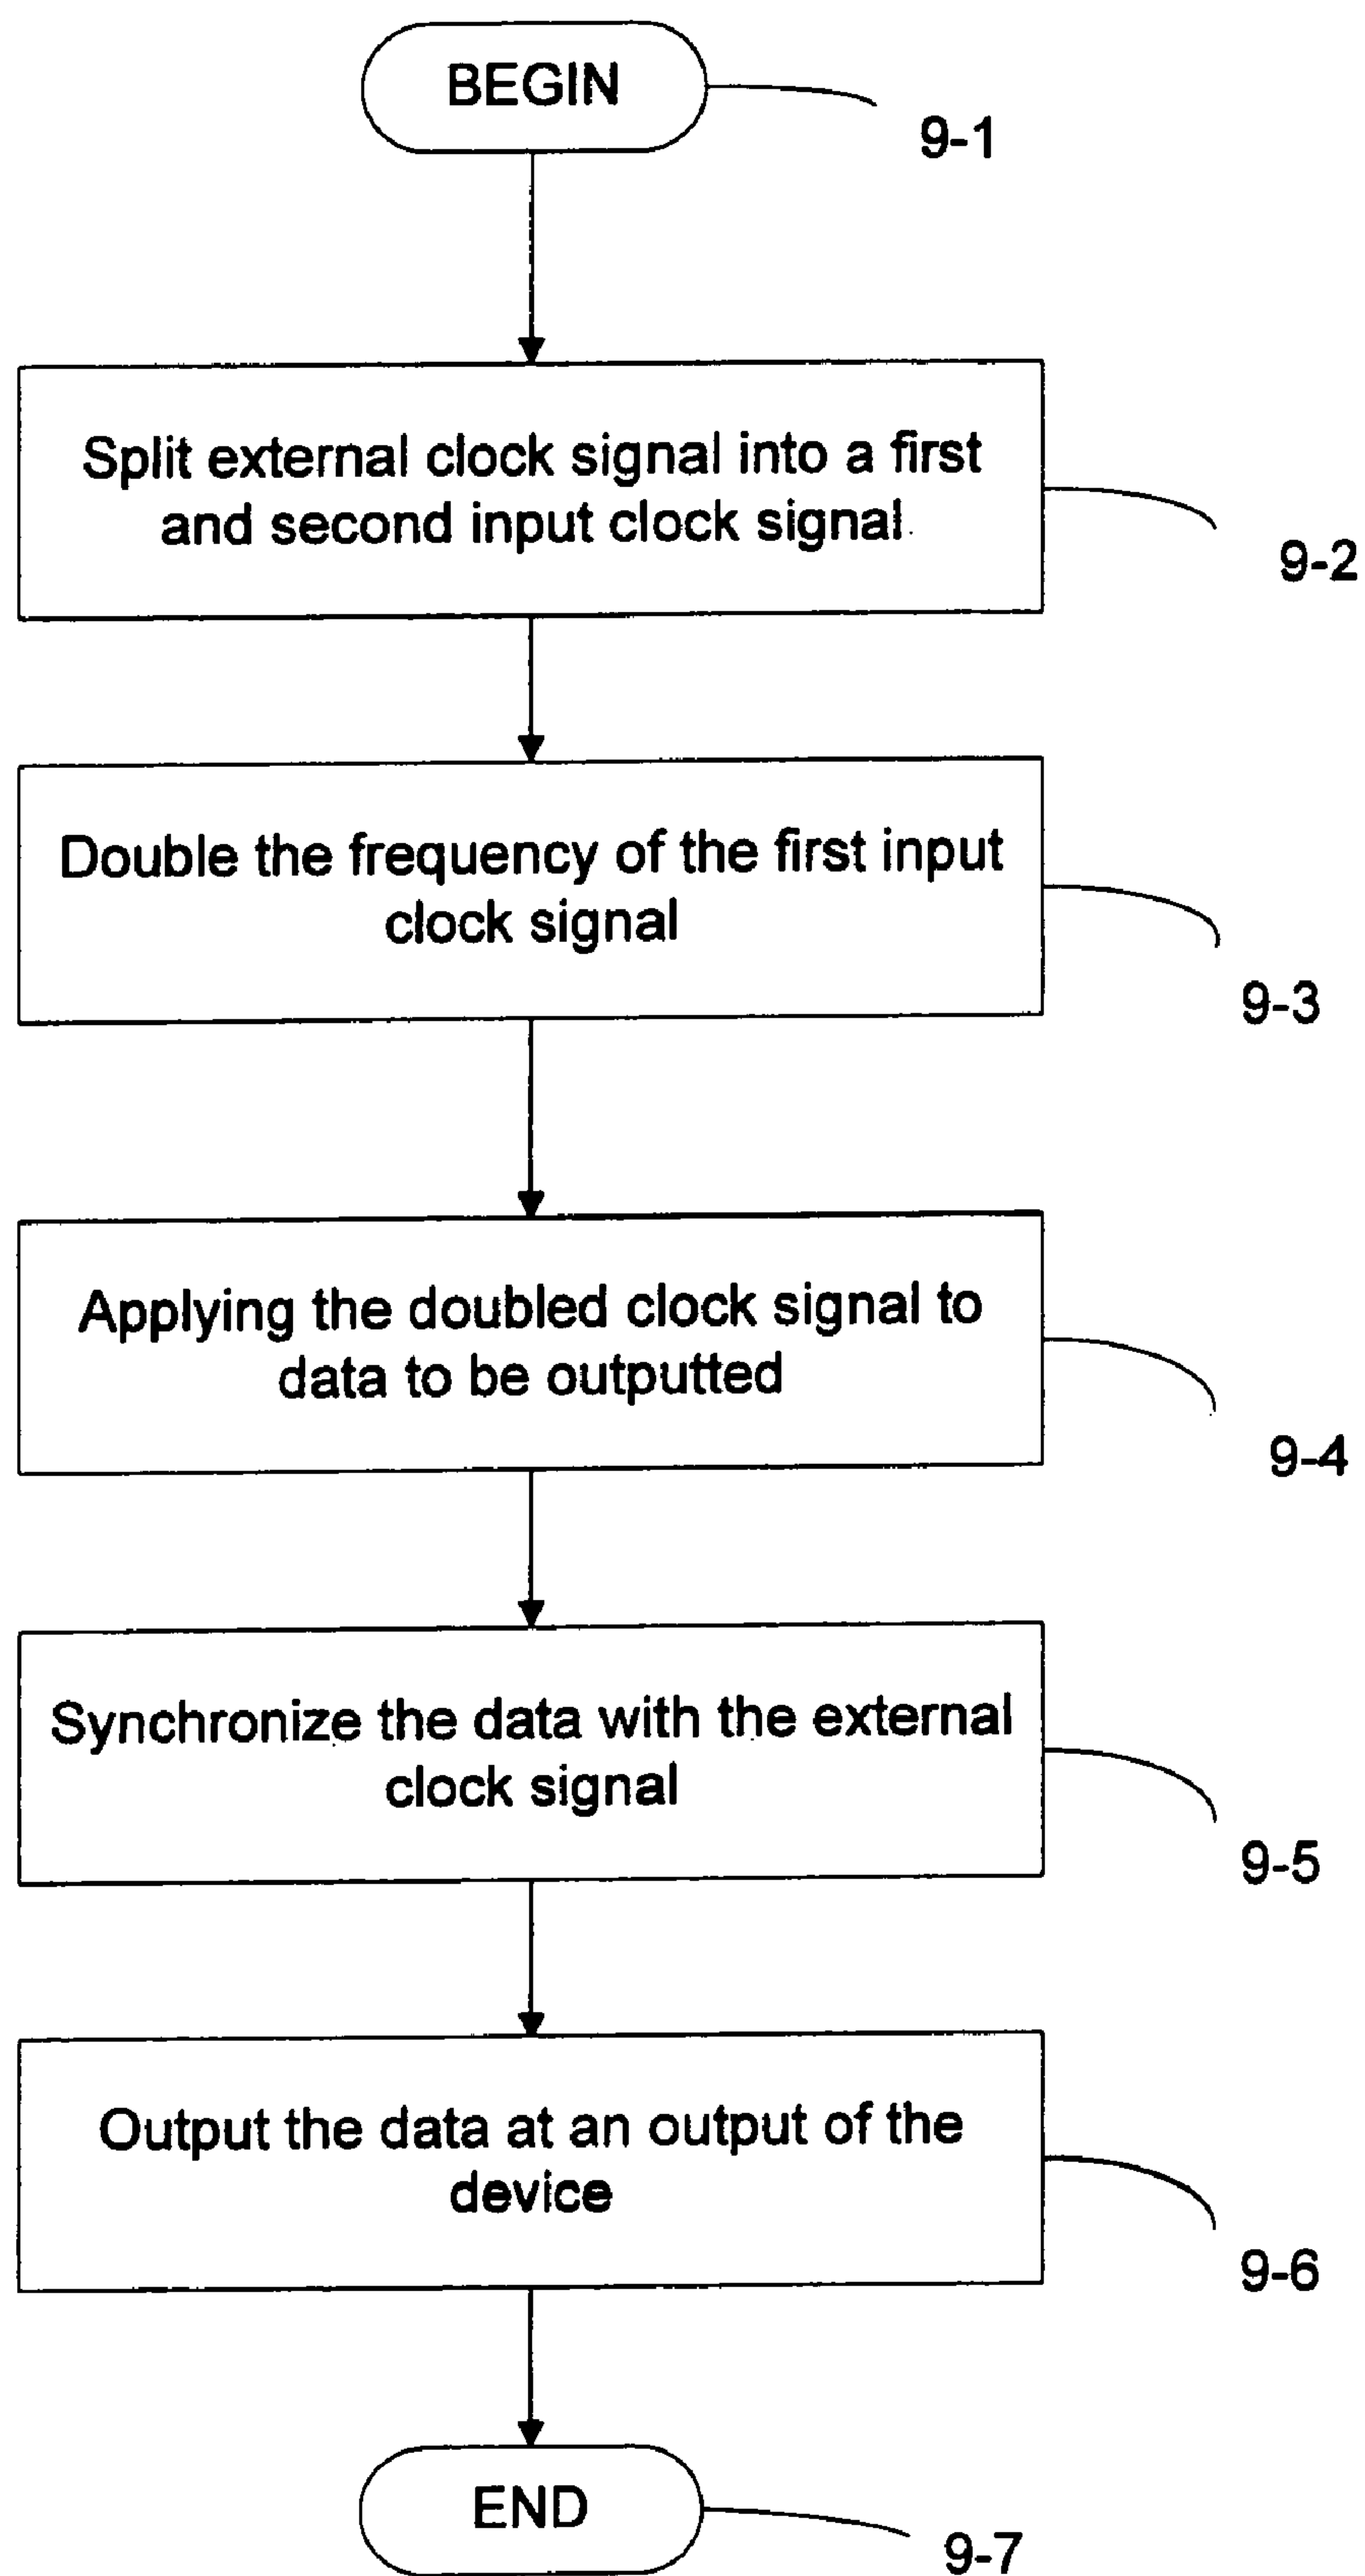 BEGIN
9-1
Split external clock signal into a first
and second input clock signal
9-2
Double the frequency of the first input
clock signal
9-3
Applying the doubled clock signal to
data to be outputted
9-4
Synchronize the data with the external
clock signal
9-5
Output the data at an output of the
device
9-6
END
9-7